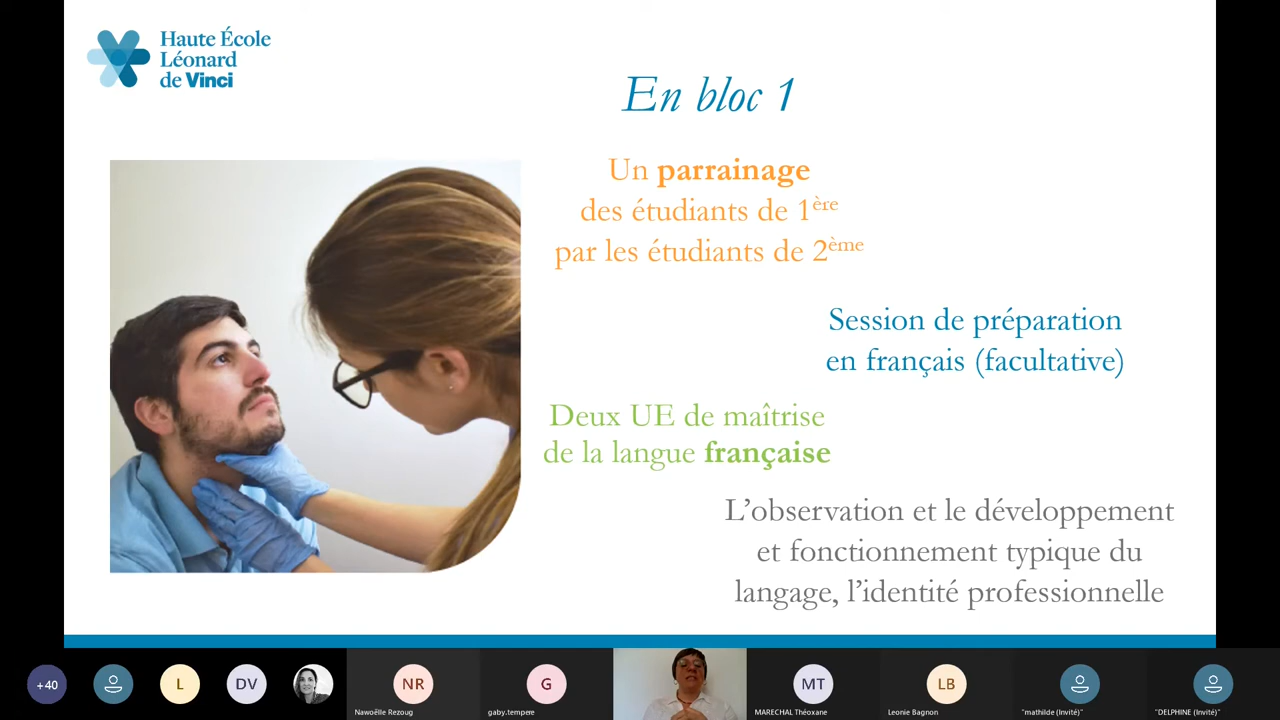 Haute École
Léonard
de Vinci
En bloc 1
Un parrainage
des étudiants de 1ère
par les étudiants de 2ème
Session de préparation
en français (facultative)
Deux UE de maîtrise
de la langue française
L’observation et le développement
et fonctionnement typique du
langage, l’identité professionnelle
+40
L
DV
NR
Nawoëlle Rezoug
G
gaby.tempere
MT
MARECHAL Théoxane
LB
Leonie Bagnon
"mathilde (Invité)"
"DELPHINE (Invité)"